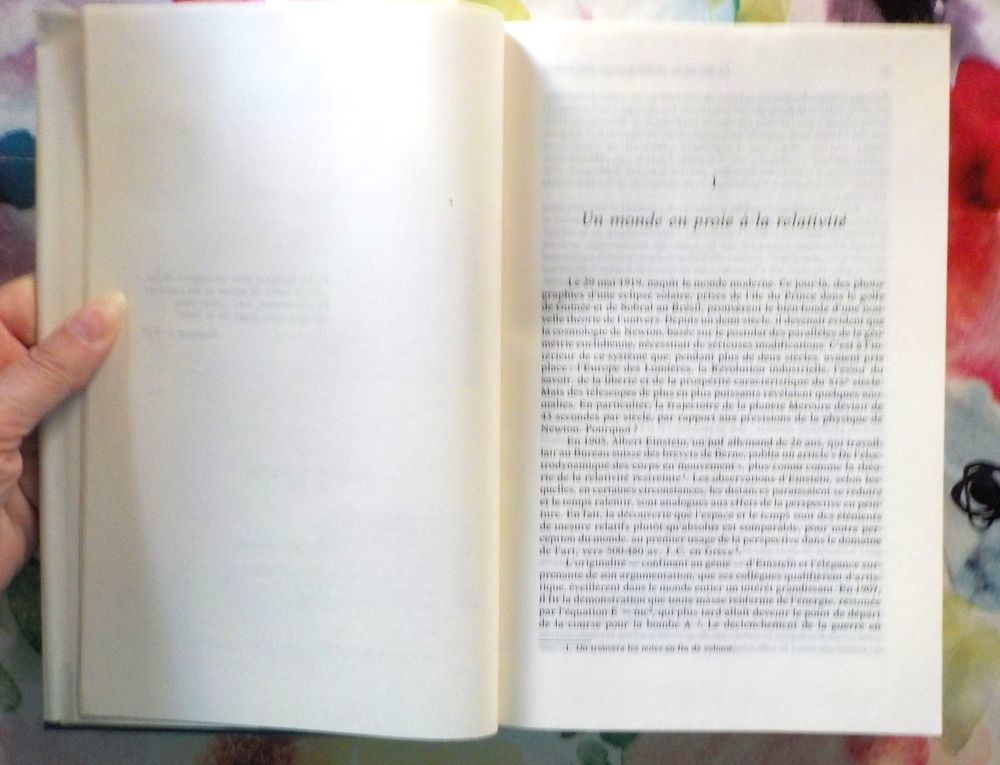 I
Un monde en proie à la relativité
Le 29 mai 1919, naquit le monde moderne. Ce jour-là, des photo-
graphies d'une éclipse solaire, prises de l'île du Prince dans le golfe
de Guinée et de Sobral au Brésil, prouvèrent le bien-fondé d'une nou-
velle théorie de l'univers. Depuis un demi-siècle, il devenait évident que
la cosmologie de Newton, basée sur le postulat des parallèles de la géo-
métrie euclidienne, nécessitait de sérieuses modifications. C'est à l'in-
térieur de ce système que, pendant plus de deux siècles, avaient pris
place : l'Europe des Lumières, la Révolution industrielle, l'essor du
savoir, de la liberté et de la prospérité caractéristique du XIXe siècle.
Mais des télescopes de plus en plus puissants révélaient quelques ano-
malies. En particulier, la trajectoire de la planète Mercure déviait de
43 secondes par siècle, par rapport aux prévisions de la physique de
Newton. Pourquoi ?
En 1905, Albert Einstein, un juif allemand de 26 ans, qui travail-
lait au Bureau suisse des brevets de Berne, publia un article « De l'élec-
trodynamique des corps en mouvement », plus connu comme la théo-
rie de la relativité restreinte ¹. Les observations d'Einstein, selon les-
quelles, en certaines circonstances, les distances paraissaient se réduire
et le temps ralentir, sont analogues aux effets de la perspective en pein-
ture. En fait, la découverte que l'espace et le temps sont des éléments
de mesure relatifs plutôt qu'absolus est comparable, pour notre per-
ception du monde, au premier usage de la perspective dans le domaine
de l'art, vers 500-480 av. J.-C. en Grèce ².
L'originalité — confinant au génie — d'Einstein et l'élégance sur-
prenante de son argumentation, que ses collègues qualifièrent d'artis-
tique, éveillèrent dans le monde entier un intérêt grandissant. En 1907,
il fit la démonstration que toute masse renferme de l'énergie, résumée
par l'équation E = mc², qui plus tard allait devenir le point de départ
de la course pour la bombe A ³. Le déclenchement de la guerre en
1. On trouvera les notes en fin de volume.